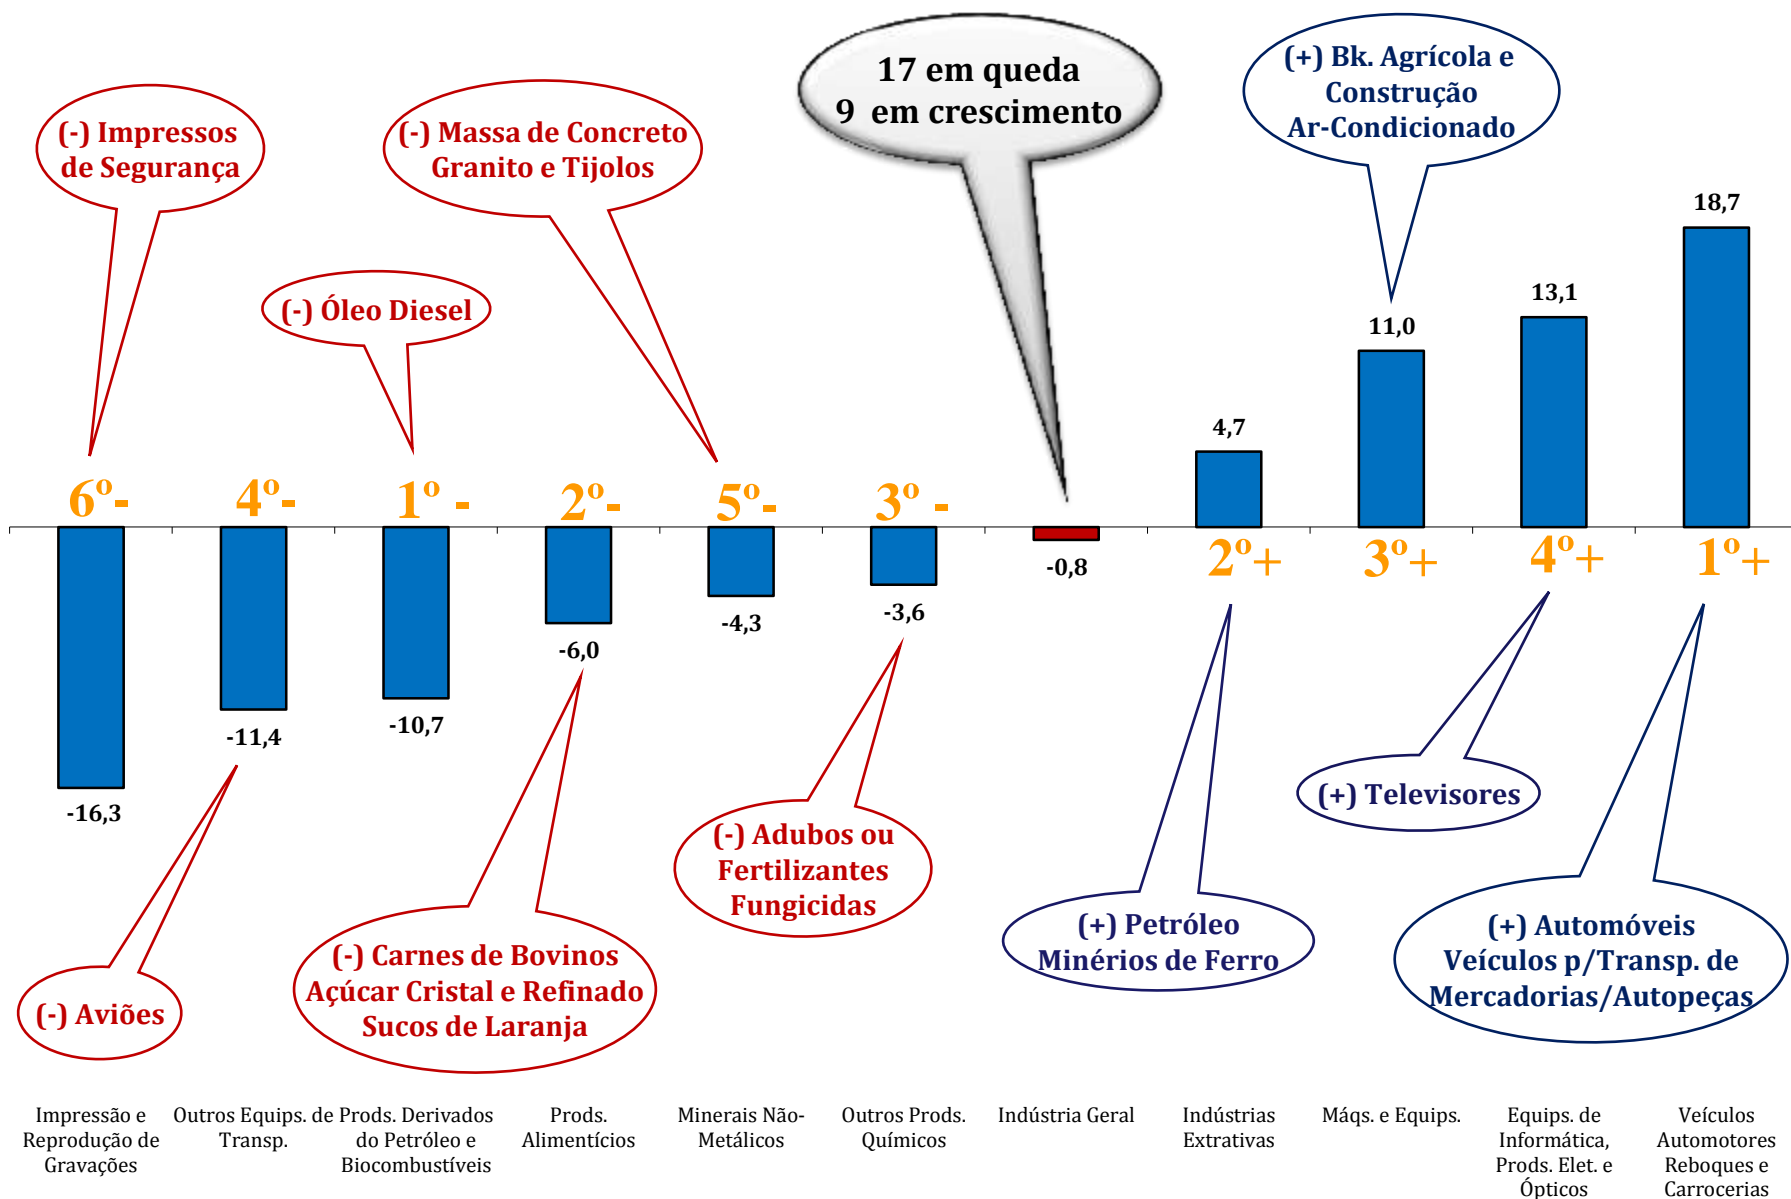 17 em queda
9 em crescimento
(+) Bk. Agrícola e
Construção
Ar-Condicionado
(-) Impressos
de Segurança
(-) Massa de Concreto
Granito e Tijolos
(-) Óleo Diesel
18,7
13,1
11,0
4,7
6º-
4º-
1º -
2º-
5º-
3º -
-0,8
2º+
3º+
4º+
1º+
-16,3
-11,4
-10,7
-6,0
-4,3
-3,6
(+) Televisores
(-) Adubos ou
Fertilizantes
Fungicidas
(-) Aviões
(-) Carnes de Bovinos
Açúcar Cristal e Refinado
Sucos de Laranja
(+) Petróleo
Minérios de Ferro
(+) Automóveis
Veículos p/Transp. de
Mercadorias/Autopeças
Impressão e
Reprodução de
Gravações
Outros Equips. de
Transp.
Prods. Derivados
do Petróleo e
Biocombustíveis
Prods.
Alimentícios
Minerais Não-
Metálicos
Outros Prods.
Químicos
Indústria Geral
Indústrias
Extrativas
Máqs. e Equips.
Equips. de
Informática,
Prods. Elet. e
Ópticos
Veículos
Automotores
Reboques e
Carrocerias